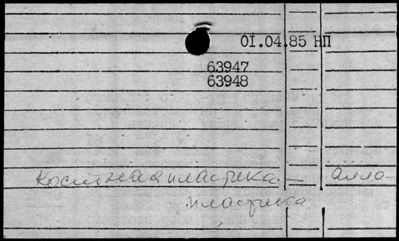 01.04.85 НП
63947
63948
Костная пластика — алло-
пластика